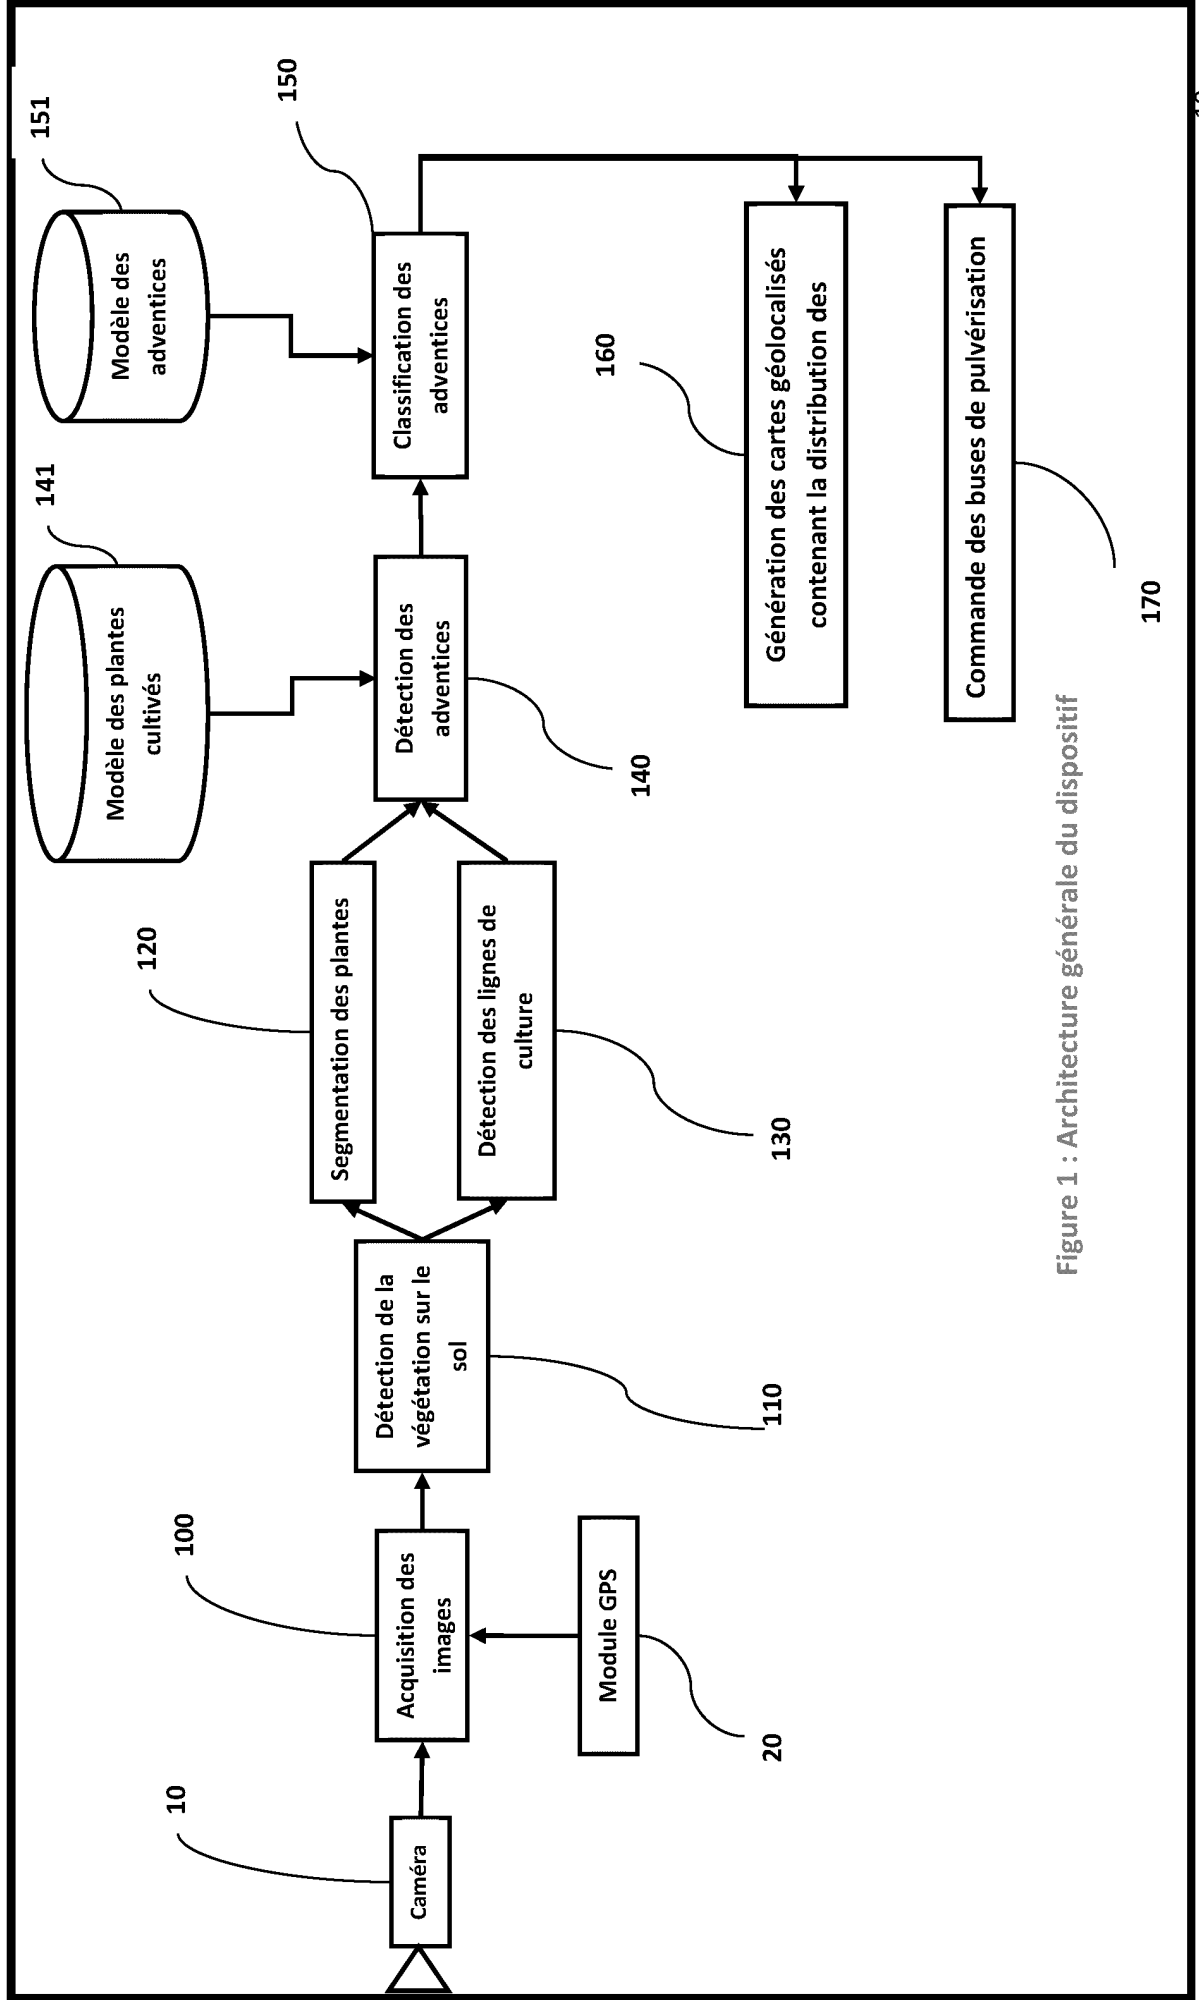 151
Modèle des
adventices
150
141
Modèle des plantes
cultivés
Classification des
adventices
160
Génération des cartes géolocalisés
contenant la distribution des
Commande des buses de pulvérisation
170
Détection des
adventices
140
120
Segmentation des plantes
Détection des lignes de
culture
130
Détection de la
végétation sur le
sol
110
100
Acquisition des
images
Module GPS
20
10
Caméra
Figure 1 : Architecture générale du dispositif